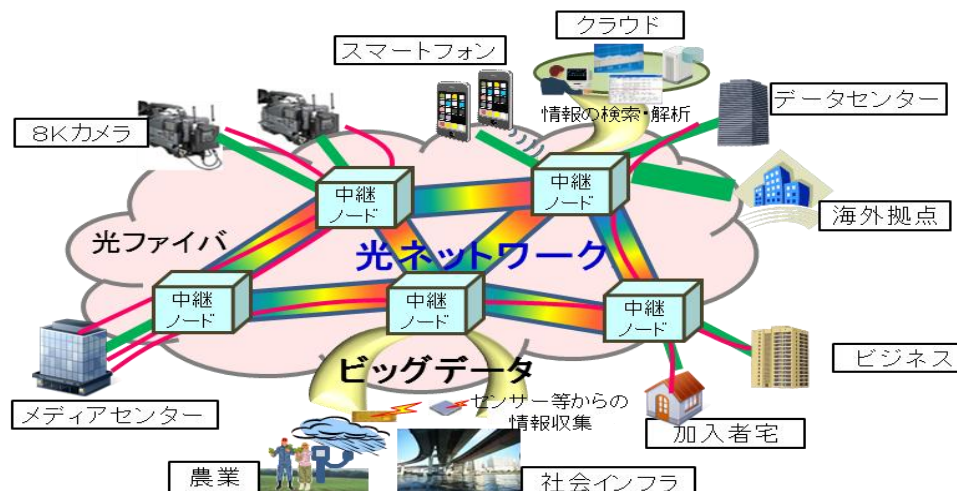 クラウド
スマートフォン
情報の検索・解析
データセンター
8Kカメラ
中継
ノード
中継
ノード
海外拠点
光ファイバ
光ネットワーク
中継
ノード
中継
ノード
中継
ノード
ビッグデータ
ビジネス
メディアセンター
センサー等からの
情報収集
加入者宅
農業
社会インフラ